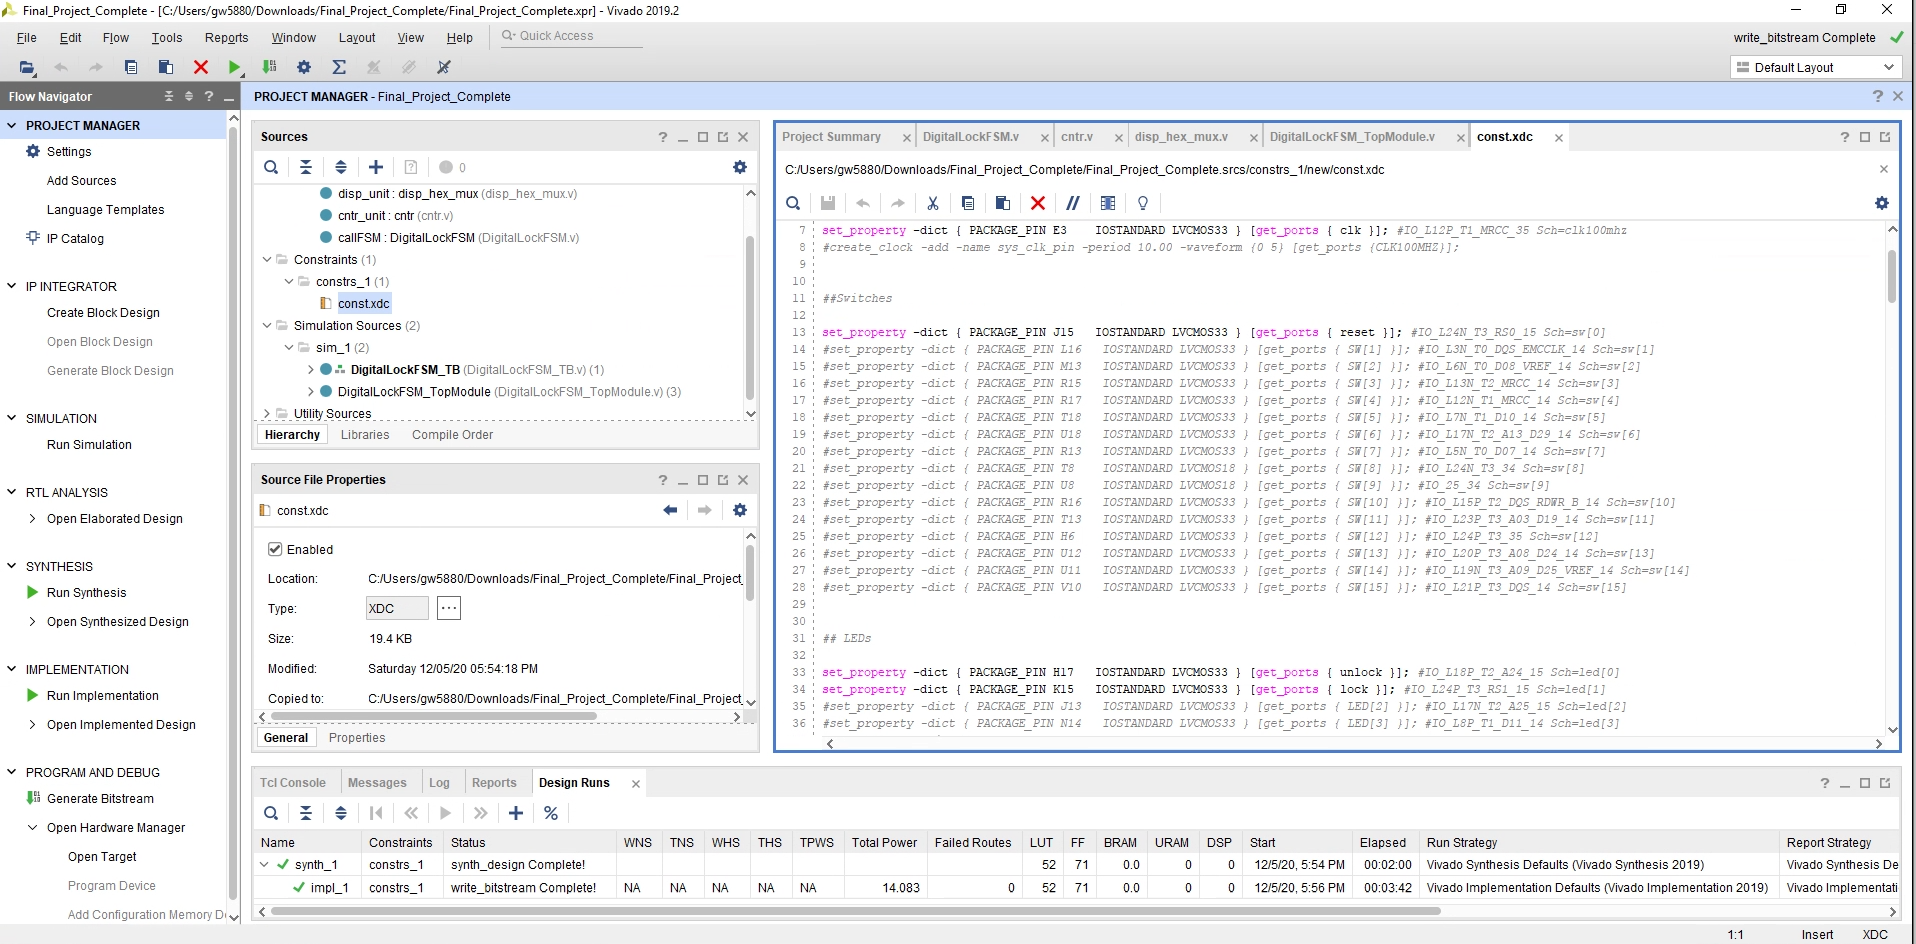 Final_Project_Complete - [C:/Users/gw5880/Downloads/Final_Project_Complete/Final_Project_Complete.xpr] - Vivado 2019.2
File Edit Flow Tools Reports Window Layout View Help Quick Access
write_bitstream Complete
Default Layout
Flow Navigator
PROJECT MANAGER
Settings
Add Sources
Language Templates
IP Catalog
IP INTEGRATOR
Create Block Design
Open Block Design
Generate Block Design
SIMULATION
Run Simulation
RTL ANALYSIS
Open Elaborated Design
SYNTHESIS
Run Synthesis
Open Synthesized Design
IMPLEMENTATION
Run Implementation
Open Implemented Design
PROGRAM AND DEBUG
Generate Bitstream
Open Hardware Manager
Open Target
Program Device
Add Configuration Memory D
PROJECT MANAGER - Final_Project_Complete
Sources
0
disp_unit : disp_hex_mux (disp_hex_mux.v)
cntr_unit : cntr (cntr.v)
callFSM : DigitalLockFSM (DigitalLockFSM.v)
Constraints (1)
constrs_1 (1)
const.xdc
Simulation Sources (2)
sim_1 (2)
DigitalLockFSM_TB (DigitalLockFSM_TB.v) (1)
DigitalLockFSM_TopModule (DigitalLockFSM_TopModule.v) (3)
Utility Sources
Hierarchy Libraries Compile Order
Source File Properties
const.xdc
Enabled
Location: C:/Users/gw5880/Downloads/Final_Project_Complete/Final_Project_
Type: XDC
Size: 19.4 KB
Modified: Saturday 12/05/20 05:54:18 PM
Copied to: C:/Users/gw5880/Downloads/Final_Project_Complete/Final_Project_
General Properties
Project Summary DigitalLockFSM.v cntr.v disp_hex_mux.v DigitalLockFSM_TopModule.v const.xdc
C:/Users/gw5880/Downloads/Final_Project_Complete/Final_Project_Complete.srcs/constrs_1/new/const.xdc
7 set_property -dict { PACKAGE_PIN E3 IOSTANDARD LVCMOS33 } [get_ports { clk }]; #IO_L12P_T1_MRCC_35 Sch=clk100mhz
8 #create_clock -add -name sys_clk_pin -period 10.00 -waveform {0 5} [get_ports {CLK100MHZ}];
9
10
11 ##Switches
12
13 set_property -dict { PACKAGE_PIN J15 IOSTANDARD LVCMOS33 } [get_ports { reset }]; #IO_L24N_T3_RS0_15 Sch=sw[0]
14 #set_property -dict { PACKAGE_PIN L16 IOSTANDARD LVCMOS33 } [get_ports { SW[1] }]; #IO_L3N_T0_DQS_EMCCLK_14 Sch=sw[1]
15 #set_property -dict { PACKAGE_PIN M13 IOSTANDARD LVCMOS33 } [get_ports { SW[2] }]; #IO_L6N_T0_D08_VREF_14 Sch=sw[2]
16 #set_property -dict { PACKAGE_PIN R15 IOSTANDARD LVCMOS33 } [get_ports { SW[3] }]; #IO_L13N_T2_MRCC_14 Sch=sw[3]
17 #set_property -dict { PACKAGE_PIN R17 IOSTANDARD LVCMOS33 } [get_ports { SW[4] }]; #IO_L12N_T1_MRCC_14 Sch=sw[4]
18 #set_property -dict { PACKAGE_PIN T18 IOSTANDARD LVCMOS33 } [get_ports { SW[5] }]; #IO_L7N_T1_D10_14 Sch=sw[5]
19 #set_property -dict { PACKAGE_PIN U18 IOSTANDARD LVCMOS33 } [get_ports { SW[6] }]; #IO_L17N_T2_A13_D29_14 Sch=sw[6]
20 #set_property -dict { PACKAGE_PIN R13 IOSTANDARD LVCMOS33 } [get_ports { SW[7] }]; #IO_L5N_T0_D07_14 Sch=sw[7]
21 #set_property -dict { PACKAGE_PIN T8 IOSTANDARD LVCMOS18 } [get_ports { SW[8] }]; #IO_L24N_T3_34 Sch=sw[8]
22 #set_property -dict { PACKAGE_PIN U8 IOSTANDARD LVCMOS18 } [get_ports { SW[9] }]; #IO_25_34 Sch=sw[9]
23 #set_property -dict { PACKAGE_PIN R16 IOSTANDARD LVCMOS33 } [get_ports { SW[10] }]; #IO_L15P_T2_DQS_RDWR_B_14 Sch=sw[10]
24 #set_property -dict { PACKAGE_PIN T13 IOSTANDARD LVCMOS33 } [get_ports { SW[11] }]; #IO_L23P_T3_A03_D19_14 Sch=sw[11]
25 #set_property -dict { PACKAGE_PIN H6 IOSTANDARD LVCMOS33 } [get_ports { SW[12] }]; #IO_L24P_T3_35 Sch=sw[12]
26 #set_property -dict { PACKAGE_PIN U12 IOSTANDARD LVCMOS33 } [get_ports { SW[13] }]; #IO_L20P_T3_A08_D24_14 Sch=sw[13]
27 #set_property -dict { PACKAGE_PIN U11 IOSTANDARD LVCMOS33 } [get_ports { SW[14] }]; #IO_L19N_T3_A09_D25_VREF_14 Sch=sw[14]
28 #set_property -dict { PACKAGE_PIN V10 IOSTANDARD LVCMOS33 } [get_ports { SW[15] }]; #IO_L21P_T3_DQS_14 Sch=sw[15]
29
30
31 ## LEDs
32
33 set_property -dict { PACKAGE_PIN H17 IOSTANDARD LVCMOS33 } [get_ports { unlock }]; #IO_L18P_T2_A24_15 Sch=led[0]
34 set_property -dict { PACKAGE_PIN K15 IOSTANDARD LVCMOS33 } [get_ports { lock }]; #IO_L24P_T3_RS1_15 Sch=led[1]
35 #set_property -dict { PACKAGE_PIN J13 IOSTANDARD LVCMOS33 } [get_ports { LED[2] }]; #IO_L17N_T2_A25_15 Sch=led[2]
36 #set_property -dict { PACKAGE_PIN N14 IOSTANDARD LVCMOS33 } [get_ports { LED[3] }]; #IO_L8P_T1_D11_14 Sch=led[3]
Tcl Console Messages Log Reports Design Runs
Name Constraints Status WNS TNS WHS THS TPWS Total Power Failed Routes LUT FF BRAM URAM DSP Start Elapsed Run Strategy Report Strategy
synth_1 constrs_1 synth_design Complete! 52 71 0.0 0 0 12/5/20, 5:54 PM 00:02:00 Vivado Synthesis Defaults (Vivado Synthesis 2019) Vivado Synthesis De
impl_1 constrs_1 write_bitstream Complete! NA NA NA NA NA 14.083 0 52 71 0.0 0 0 12/5/20, 5:56 PM 00:03:42 Vivado Implementation Defaults (Vivado Implementation 2019) Vivado Implementati
1:1 Insert XDC